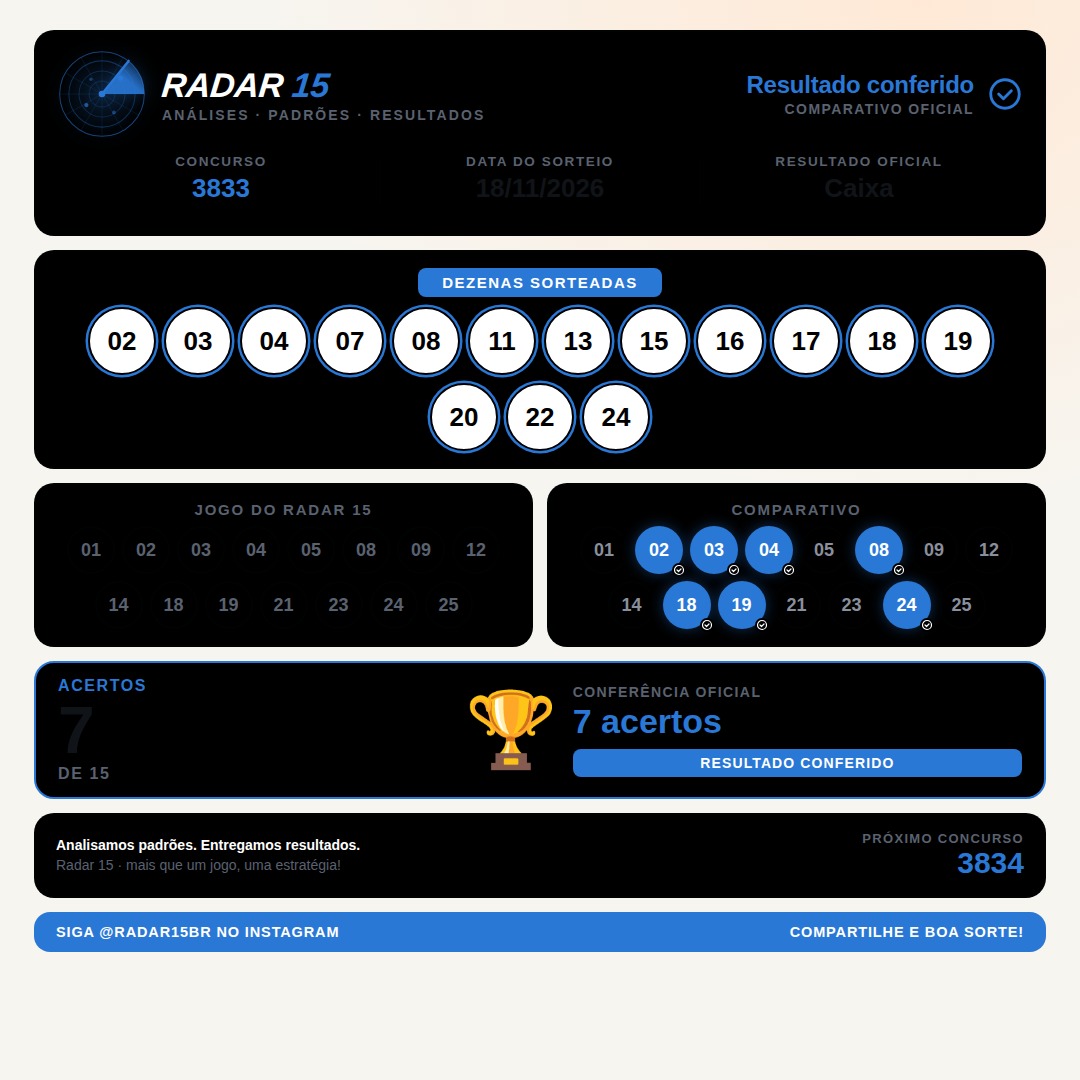 RADAR 15
ANÁLISES · PADRÕES · RESULTADOS
Resultado conferido
COMPARATIVO OFICIAL
CONCURSO
3833
DATA DO SORTEIO
18/11/2026
RESULTADO OFICIAL
Caixa
DEZENAS SORTEADAS
02 03 04 07 08 11 13 15 16 17 18 19
20 22 24
JOGO DO RADAR 15
01 02 03 04 05 08 09 12
14 18 19 21 23 24 25
COMPARATIVO
01 02 03 04 05 08 09 12
14 18 19 21 23 24 25
ACERTOS
7
DE 15
CONFERÊNCIA OFICIAL
7 acertos
RESULTADO CONFERIDO
Analisamos padrões. Entregamos resultados.
Radar 15 · mais que um jogo, uma estratégia!
PRÓXIMO CONCURSO
3834
SIGA @RADAR15BR NO INSTAGRAM
COMPARTILHE E BOA SORTE!